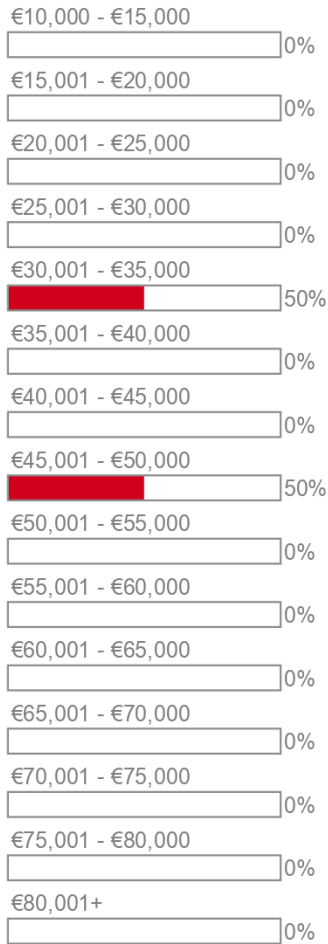 €10,000 - €15,000
0%
€15,001 - €20,000
0%
€20,001 - €25,000
0%
€25,001 - €30,000
0%
€30,001 - €35,000
50%
€35,001 - €40,000
0%
€40,001 - €45,000
0%
€45,001 - €50,000
50%
€50,001 - €55,000
0%
€55,001 - €60,000
0%
€60,001 - €65,000
0%
€65,001 - €70,000
0%
€70,001 - €75,000
0%
€75,001 - €80,000
0%
€80,001+
0%